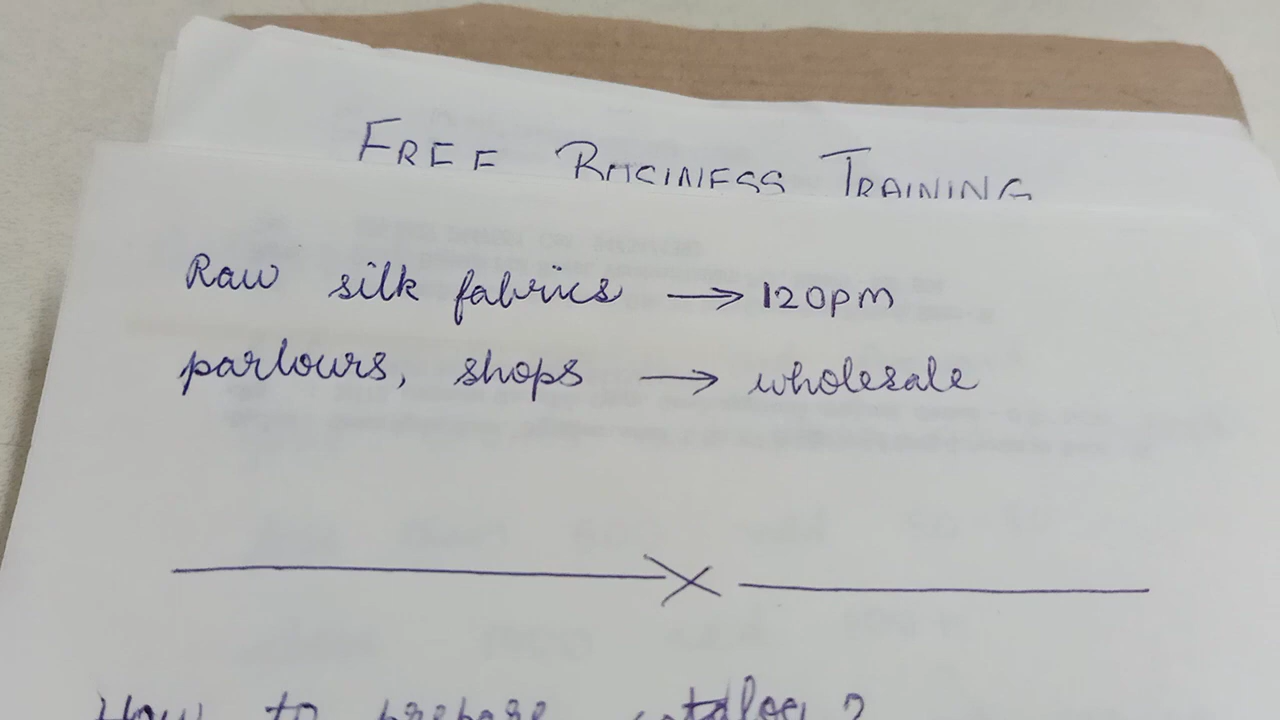 FREE BUSINESS TRAINING
Raw silk fabrics → 120pm
parlours, shops → wholesale
How to prepare catalog?